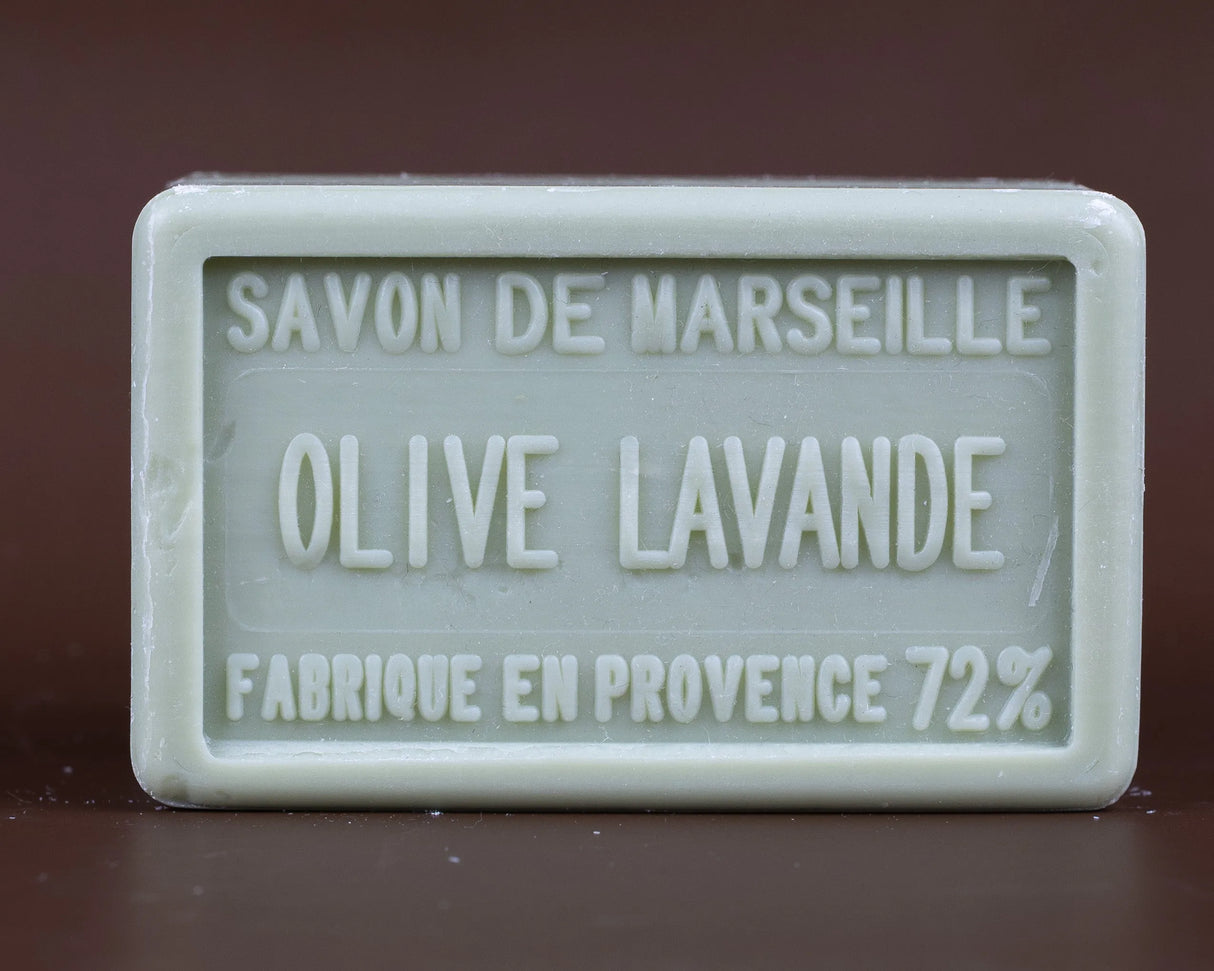 SAVON DE MARSEILLE
OLIVE LAVANDE
FABRIQUE EN PROVENCE 72%